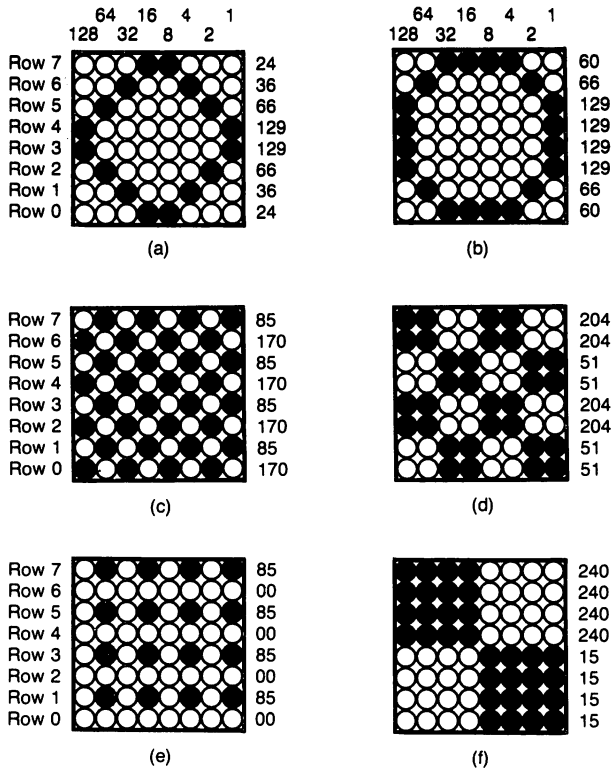 64 16 4 1 64 16 4 1
128 32 8 2 128 32 8 2
Row 7 24 60
Row 6 36 66
Row 5 66 129
Row 4 129 129
Row 3 129 129
Row 2 66 129
Row 1 36 66
Row 0 24 60
(a) (b)
Row 7 85 204
Row 6 170 204
Row 5 85 51
Row 4 170 51
Row 3 85 204
Row 2 170 204
Row 1 85 51
Row 0 170 51
(c) (d)
Row 7 85 240
Row 6 00 240
Row 5 85 240
Row 4 00 240
Row 3 85 15
Row 2 00 15
Row 1 85 15
Row 0 00 15
(e) (f)